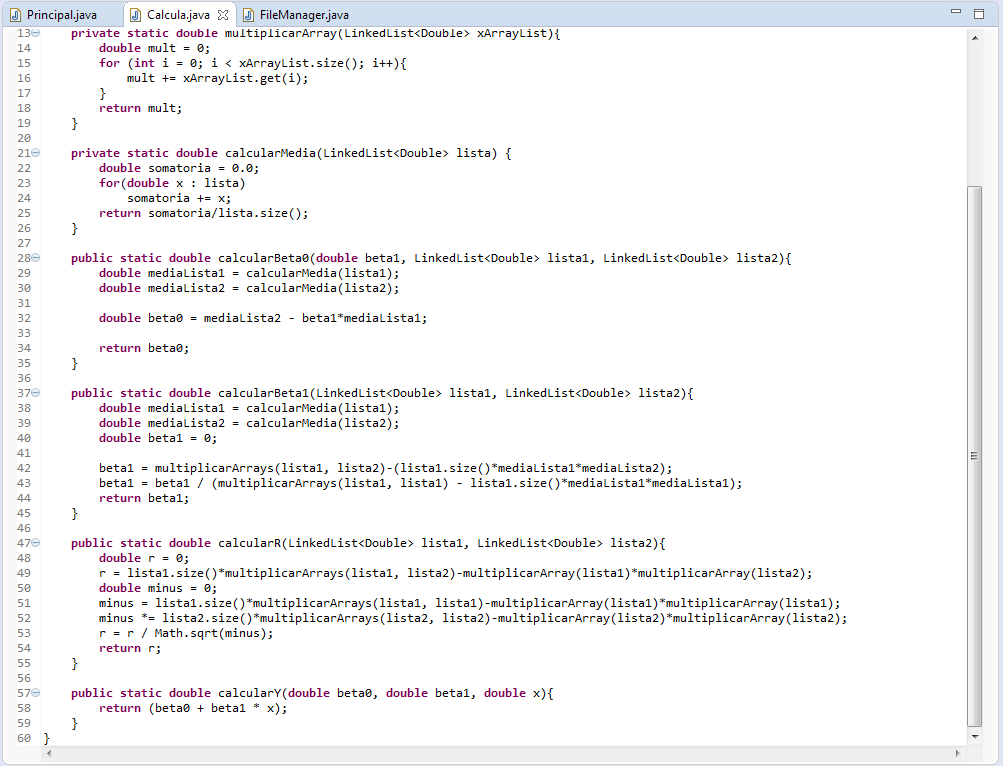 Principal.java Calcula.java FileManager.java
13 private static double multiplicarArray(LinkedList<Double> xArrayList){
14 double mult = 0;
15 for (int i = 0; i < xArrayList.size(); i++){
16 mult += xArrayList.get(i);
17 }
18 return mult;
19 }
20
21 private static double calcularMedia(LinkedList<Double> lista) {
22 double somatoria = 0.0;
23 for(double x : lista)
24 somatoria += x;
25 return somatoria/lista.size();
26 }
27
28 public static double calcularBeta0(double beta1, LinkedList<Double> lista1, LinkedList<Double> lista2){
29 double mediaLista1 = calcularMedia(lista1);
30 double mediaLista2 = calcularMedia(lista2);
31
32 double beta0 = mediaLista2 - beta1*mediaLista1;
33
34 return beta0;
35 }
36
37 public static double calcularBeta1(LinkedList<Double> lista1, LinkedList<Double> lista2){
38 double mediaLista1 = calcularMedia(lista1);
39 double mediaLista2 = calcularMedia(lista2);
40 double beta1 = 0;
41
42 beta1 = multiplicarArrays(lista1, lista2)-(lista1.size()*mediaLista1*mediaLista2);
43 beta1 = beta1 / (multiplicarArrays(lista1, lista1) - lista1.size()*mediaLista1*mediaLista1);
44 return beta1;
45 }
46
47 public static double calcularR(LinkedList<Double> lista1, LinkedList<Double> lista2){
48 double r = 0;
49 r = lista1.size()*multiplicarArrays(lista1, lista2)-multiplicarArray(lista1)*multiplicarArray(lista2);
50 double minus = 0;
51 minus = lista1.size()*multiplicarArrays(lista1, lista1)-multiplicarArray(lista1)*multiplicarArray(lista1);
52 minus *= lista2.size()*multiplicarArrays(lista2, lista2)-multiplicarArray(lista2)*multiplicarArray(lista2);
53 r = r / Math.sqrt(minus);
54 return r;
55 }
56
57 public static double calcularY(double beta0, double beta1, double x){
58 return (beta0 + beta1 * x);
59 }
60 }